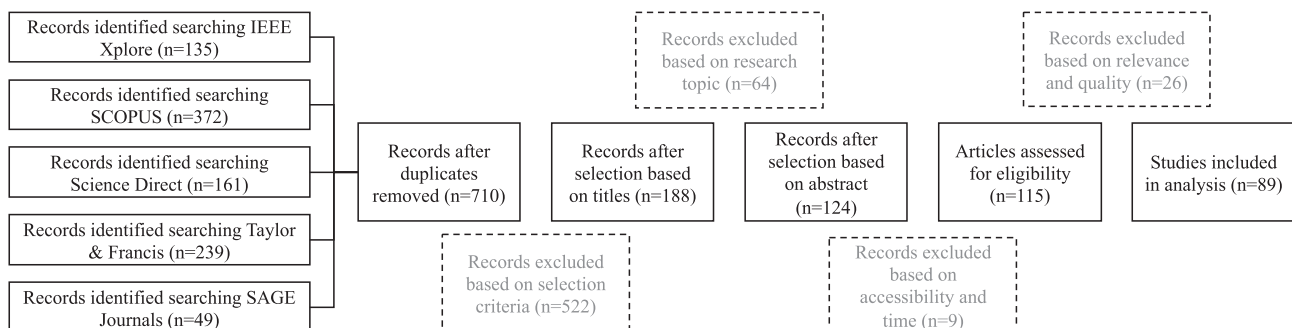 Records identified searching IEEE
Xplore (n=135)
Records identified searching
SCOPUS (n=372)
Records identified searching
Science Direct (n=161)
Records identified searching Taylor
& Francis (n=239)
Records identified searching SAGE
Journals (n=49)
Records after
duplicates
removed (n=710)
Records excluded
based on selection
criteria (n=522)
Records after
selection based
on titles (n=188)
Records excluded
based on research
topic (n=64)
Records after
selection based
on abstract
(n=124)
Records excluded
based on
accessibility and
time (n=9)
Articles assessed
for eligibility
(n=115)
Records excluded
based on relevance
and quality (n=26)
Studies included
in analysis (n=89)